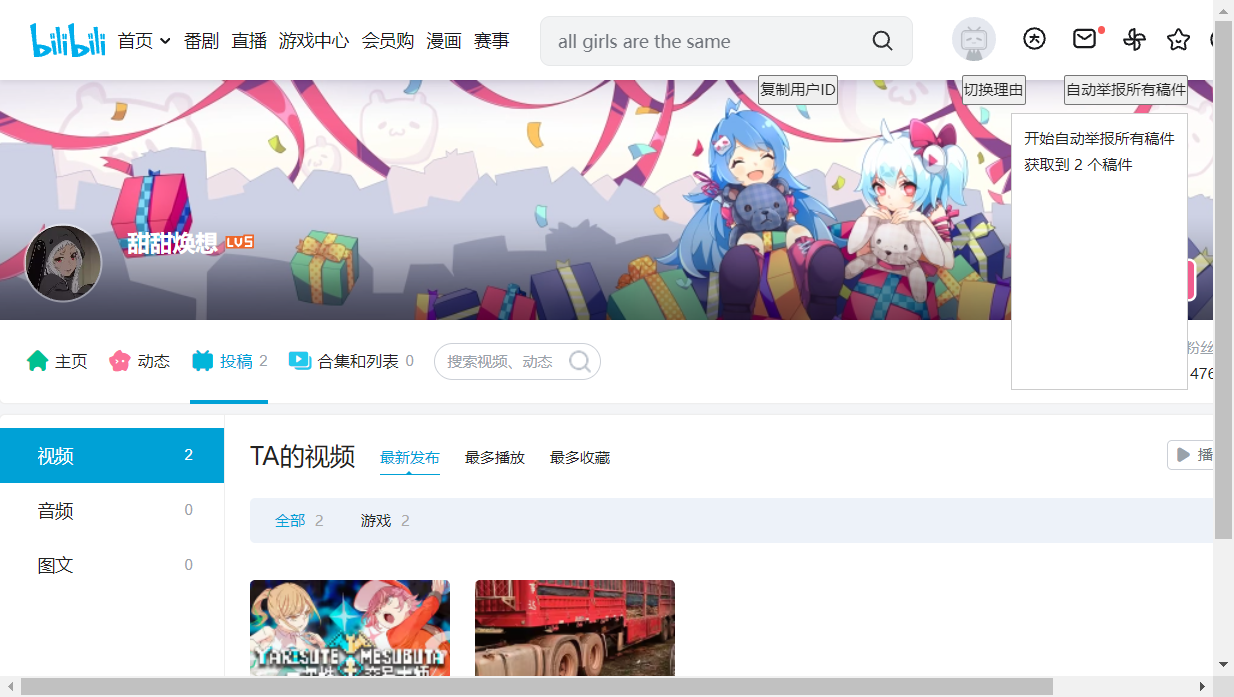 bilibili 首页 番剧 直播 游戏中心 会员购 漫画 赛事 all girls are the same
复制用户ID 切换理由 自动举报所有稿件
开始自动举报所有稿件
获取到 2 个稿件
甜甜焕想 LV5
主页 动态 投稿 2 合集和列表 0 搜索视频、动态
粉丝
476
视频 2
音频 0
图文 0
TA的视频 最新发布 最多播放 最多收藏 播
全部 2 游戏 2
YARISUTE MESUBUTA